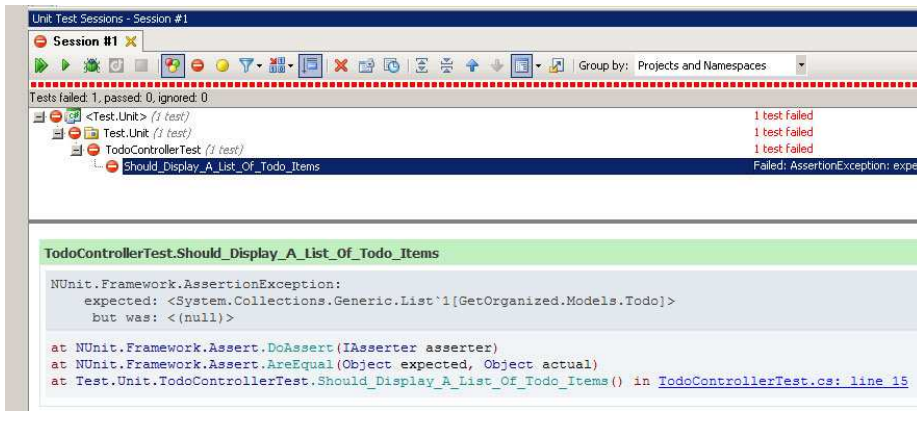 Unit Test Sessions - Session #1
Session #1
Group by: Projects and Namespaces
Tests failed: 1, passed: 0, ignored: 0
<Test.Unit> (1 test) 1 test failed
Test.Unit (1 test) 1 test failed
TodoControllerTest (1 test) 1 test failed
Should_Display_A_List_Of_Todo_Items Failed: AssertionException: expe
TodoControllerTest.Should_Display_A_List_Of_Todo_Items
NUnit.Framework.AssertionException:
expected: <System.Collections.Generic.List`1[GetOrganized.Models.Todo]>
but was: <(null)>
at NUnit.Framework.Assert.DoAssert(IAsserter asserter)
at NUnit.Framework.Assert.AreEqual(Object expected, Object actual)
at Test.Unit.TodoControllerTest.Should_Display_A_List_Of_Todo_Items() in TodoControllerTest.cs: line 15